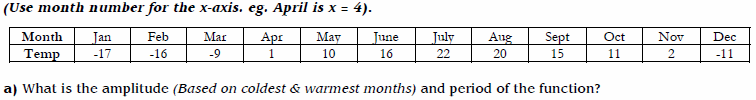 (Use month number for the x-axis. eg. April is x = 4).
Month Jan Feb Mar Apr May June July Aug Sept Oct Nov Dec
Temp -17 -16 -9 1 10 16 22 20 15 11 2 -11
a) What is the amplitude (Based on coldest & warmest months) and period of the function?